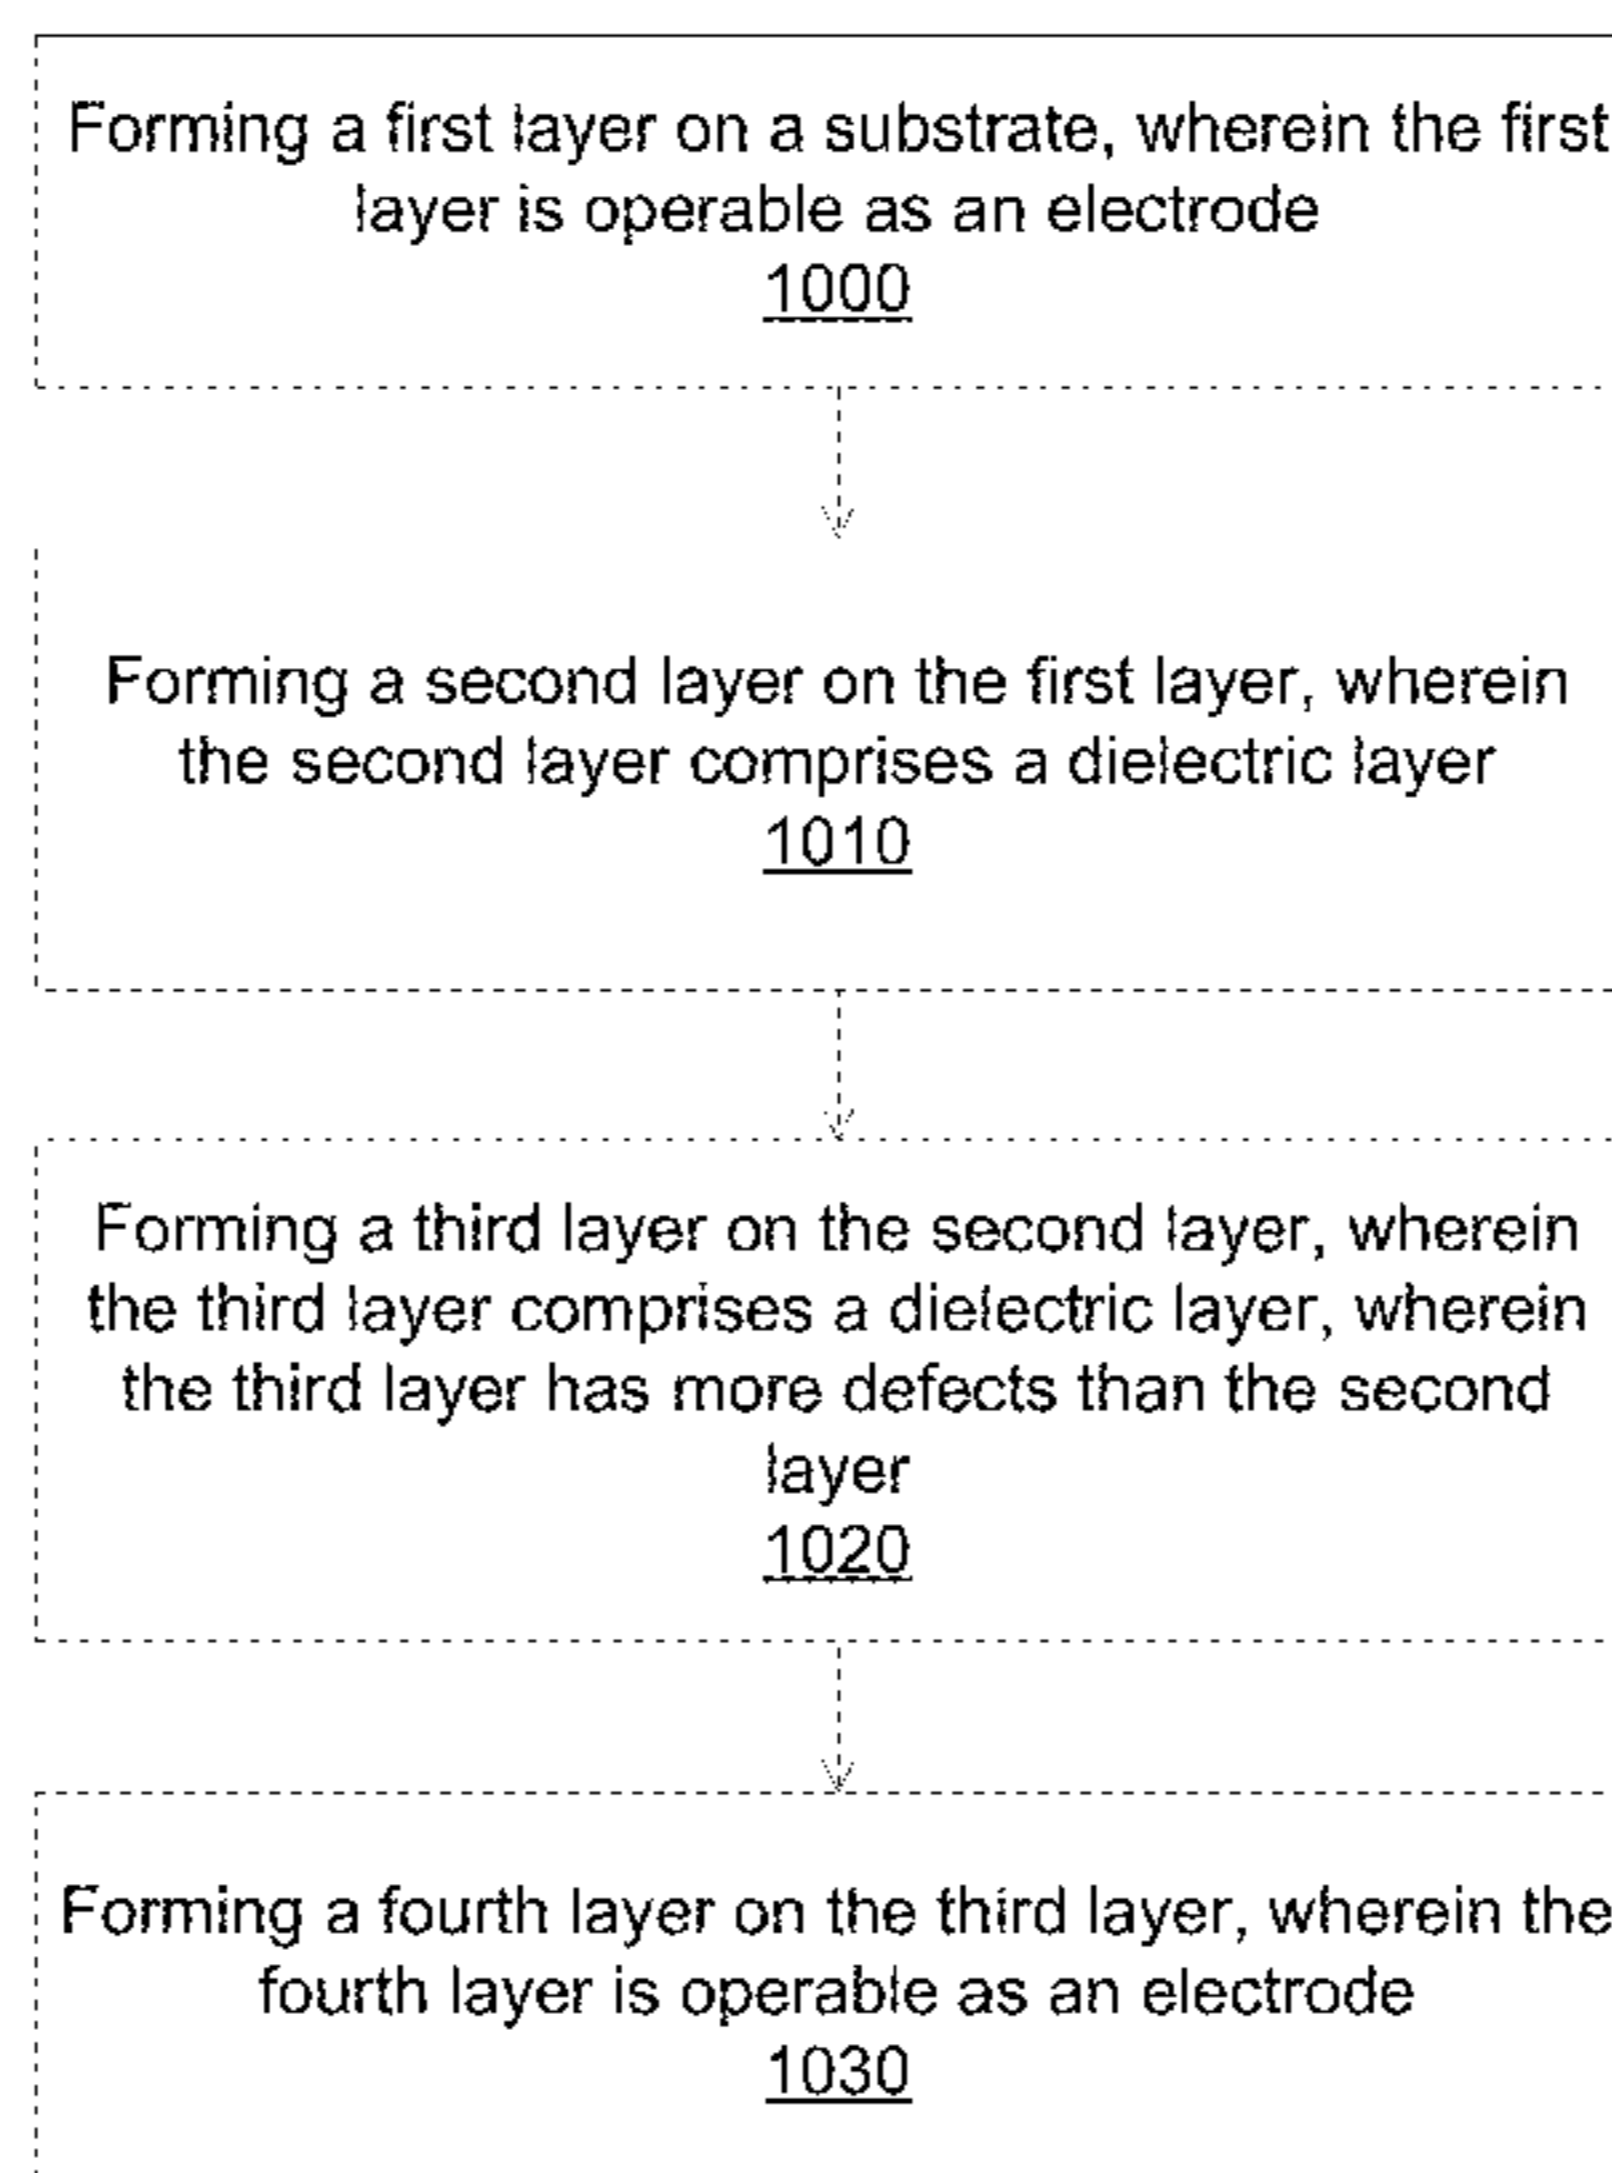 Forming a first layer on a substrate, wherein the first
layer is operable as an electrode
1000
Forming a second layer on the first layer, wherein
the second layer comprises a dielectric layer
1010
Forming a third layer on the second layer, wherein
the third layer comprises a dielectric layer, wherein
the third layer has more defects than the second
layer
1020
Forming a fourth layer on the third layer, wherein the
fourth layer is operable as an electrode
1030